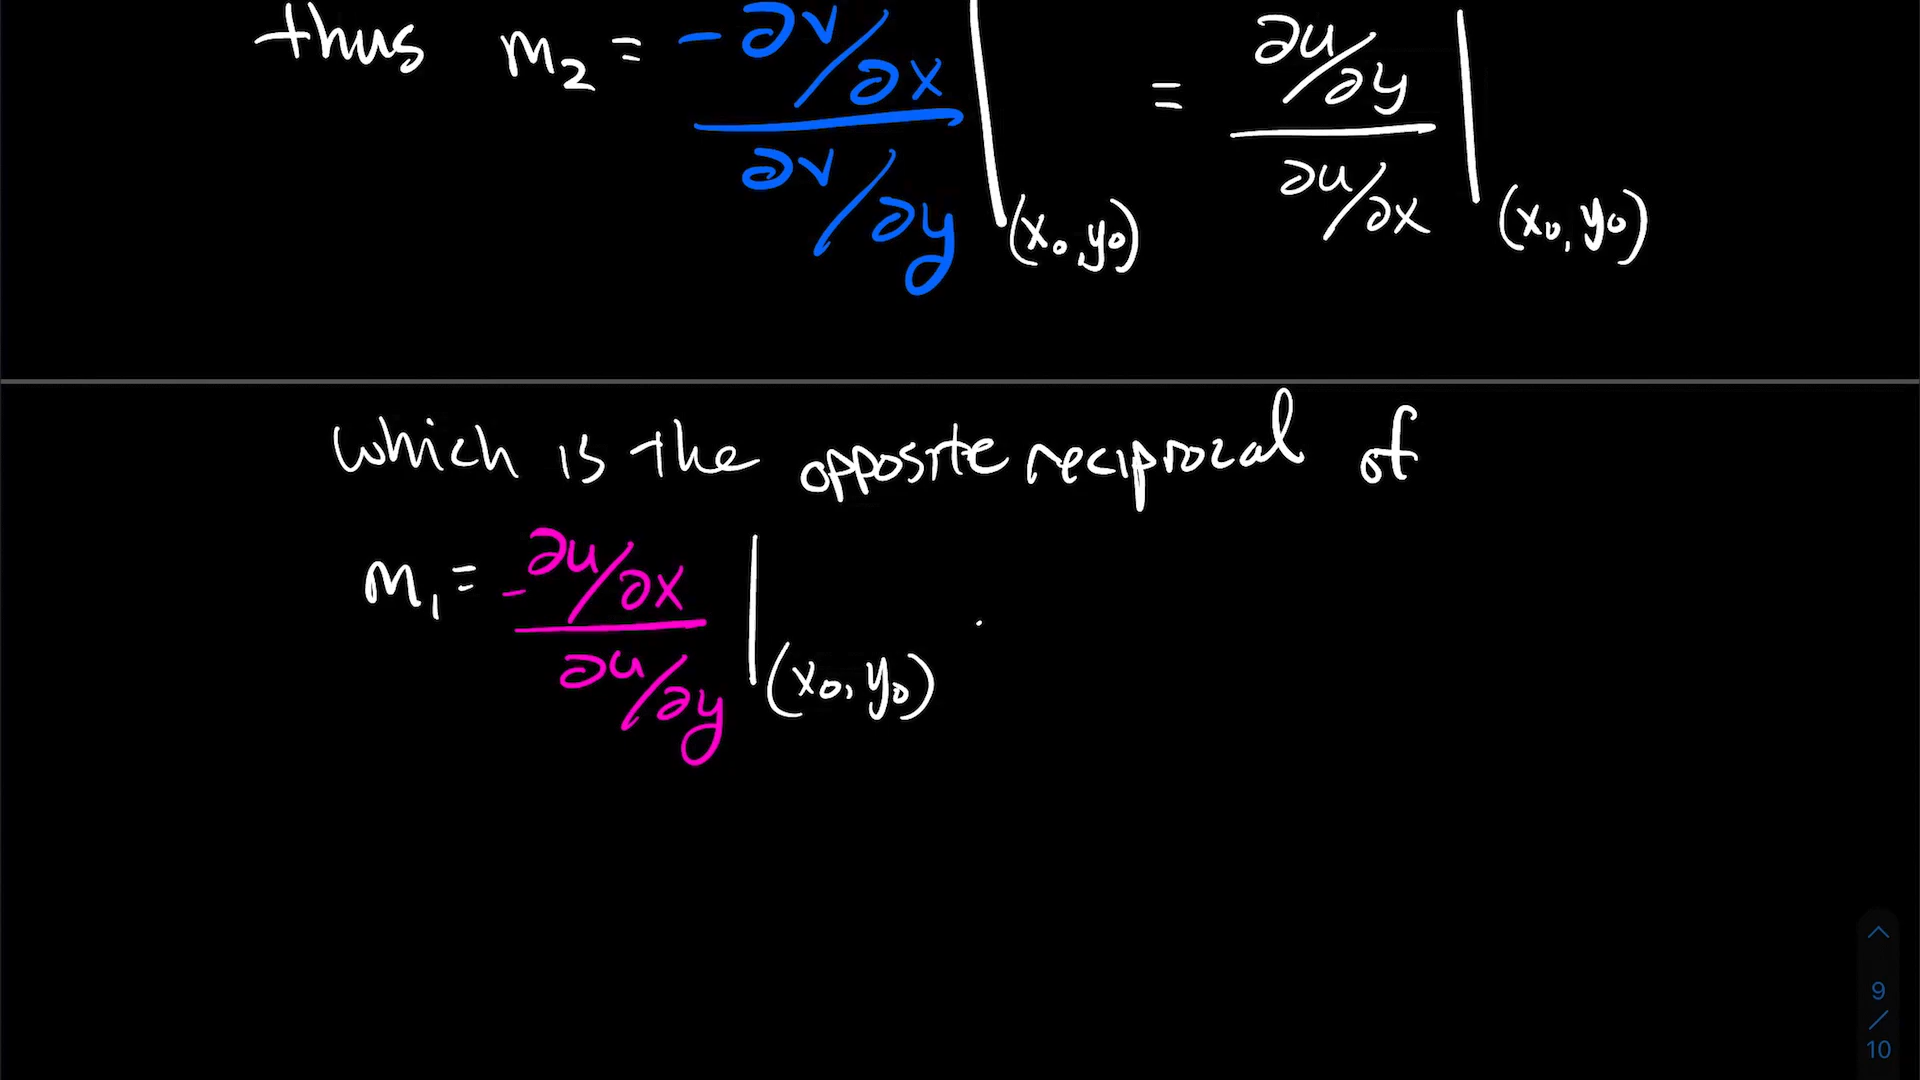 thus m₂ = -∂v/∂x / ∂v/∂y |(x₀,y₀) = ∂u/∂y / ∂u/∂x |(x₀,y₀)
which is the opposite reciprocal of
m₁ = -∂u/∂x / ∂u/∂y |(x₀,y₀) .
9
/
10